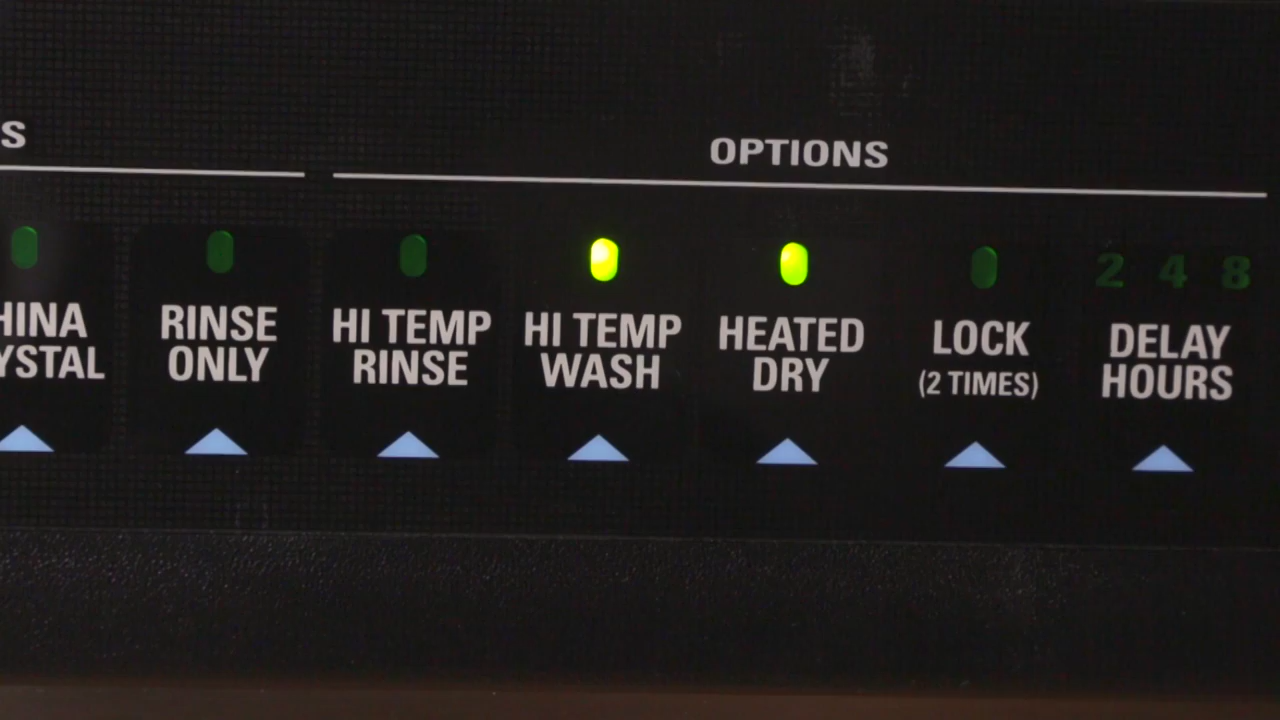 S
OPTIONS
2 4 8
HINA
YSTAL
RINSE
ONLY
HI TEMP
RINSE
HI TEMP
WASH
HEATED
DRY
LOCK
(2 TIMES)
DELAY
HOURS